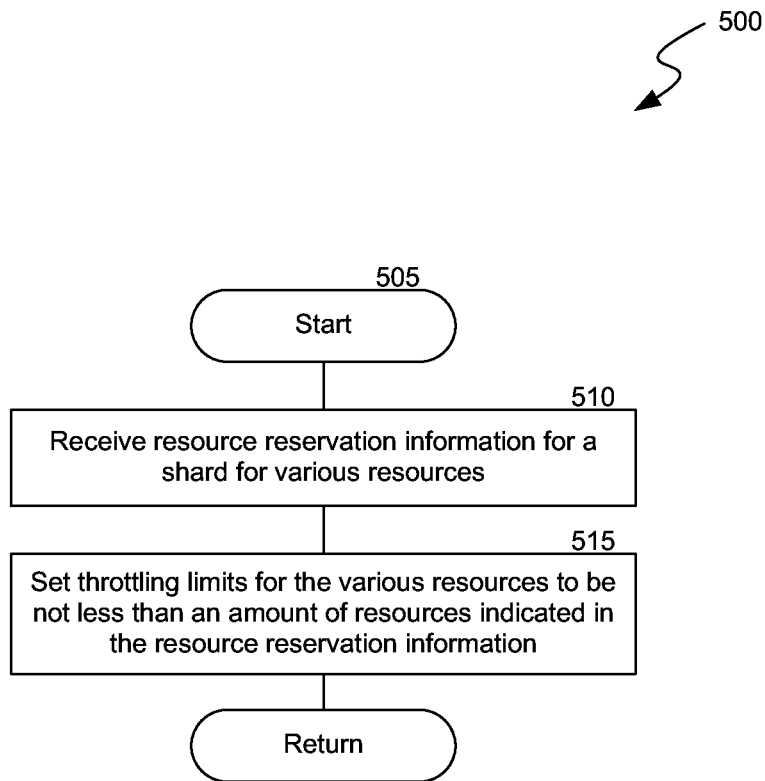 500
505
Start
510
Receive resource reservation information for a
shard for various resources
515
Set throttling limits for the various resources to be
not less than an amount of resources indicated in
the resource reservation information
Return